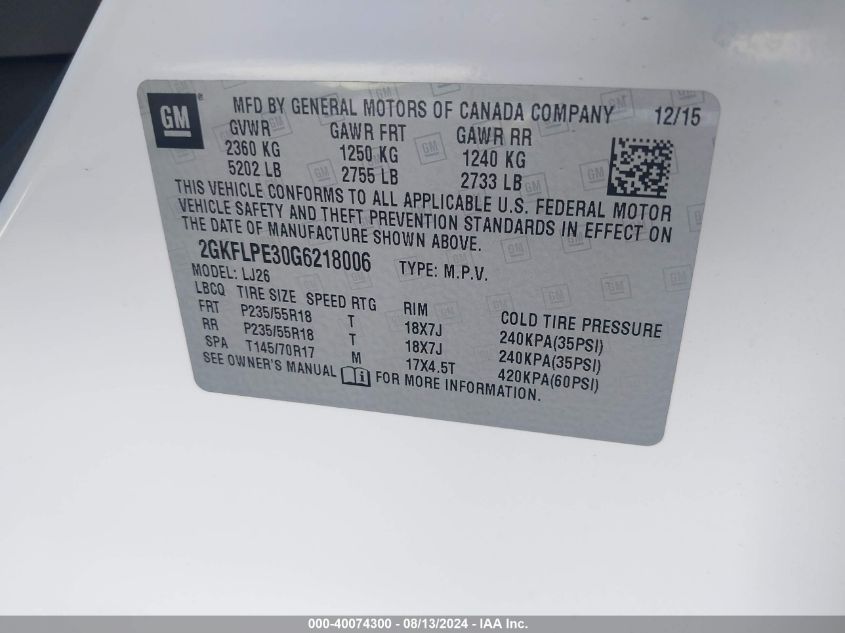 GM ® MFD BY GENERAL MOTORS OF CANADA COMPANY 12/15
GVWR GAWR FRT GAWR RR
2360 KG 1250 KG 1240 KG
5202 LB 2755 LB 2733 LB
THIS VEHICLE CONFORMS TO ALL APPLICABLE U.S. FEDERAL MOTOR
VEHICLE SAFETY AND THEFT PREVENTION STANDARDS IN EFFECT ON
THE DATE OF MANUFACTURE SHOWN ABOVE.
2GKFLPE30G6218006 TYPE: M.P.V.
MODEL: LJ26
LBCQ TIRE SIZE SPEED RTG RIM COLD TIRE PRESSURE
FRT P235/55R18 T 18X7J 240KPA(35PSI)
RR P235/55R18 T 18X7J 240KPA(35PSI)
SPA T145/70R17 M 17X4.5T 420KPA(60PSI)
SEE OWNER'S MANUAL FOR MORE INFORMATION.
000-40074300 - 08/13/2024 - IAA Inc.